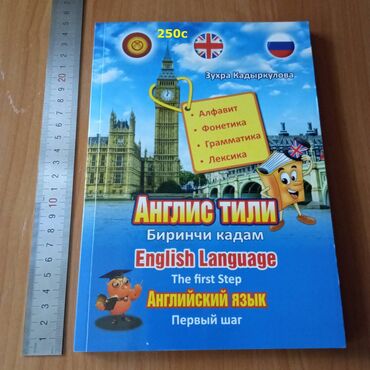 250с
Зухра Кадыркулова
• Алфавит
• Фонетика
• Грамматика
• Лексика
Англис тили
Биринчи кадам
English Language
The first Step
Английский язык
Первый шаг